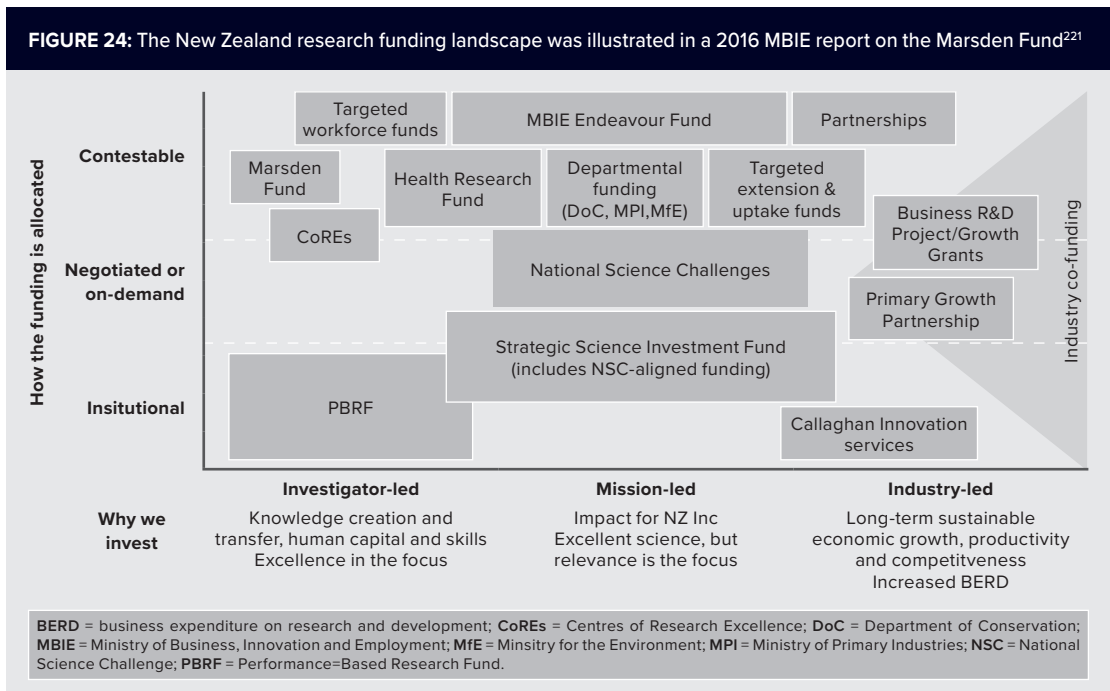 FIGURE 24: The New Zealand research funding landscape was illustrated in a 2016 MBIE report on the Marsden Fund221
How the funding is allocated
Contestable
Negotiated or
on-demand
Insitutional
Targeted
workforce funds
MBIE Endeavour Fund
Partnerships
Marsden
Fund
Health Research
Fund
Departmental
funding
(DoC, MPI,MfE)
Targeted
extension &
uptake funds
CoREs
Business R&D
Project/Growth
Grants
National Science Challenges
Primary Growth
Partnership
Strategic Science Investment Fund
(includes NSC-aligned funding)
PBRF
Callaghan Innovation
services
Industry co-funding
Why we
invest
Investigator-led
Knowledge creation and
transfer, human capital and skills
Excellence in the focus
Mission-led
Impact for NZ Inc
Excellent science, but
relevance is the focus
Industry-led
Long-term sustainable
economic growth, productivity
and competitveness
Increased BERD
BERD = business expenditure on research and development; CoREs = Centres of Research Excellence; DoC = Department of Conservation;
MBIE = Ministry of Business, Innovation and Employment; MfE = Minsitry for the Environment; MPI = Ministry of Primary Industries; NSC = National
Science Challenge; PBRF = Performance=Based Research Fund.